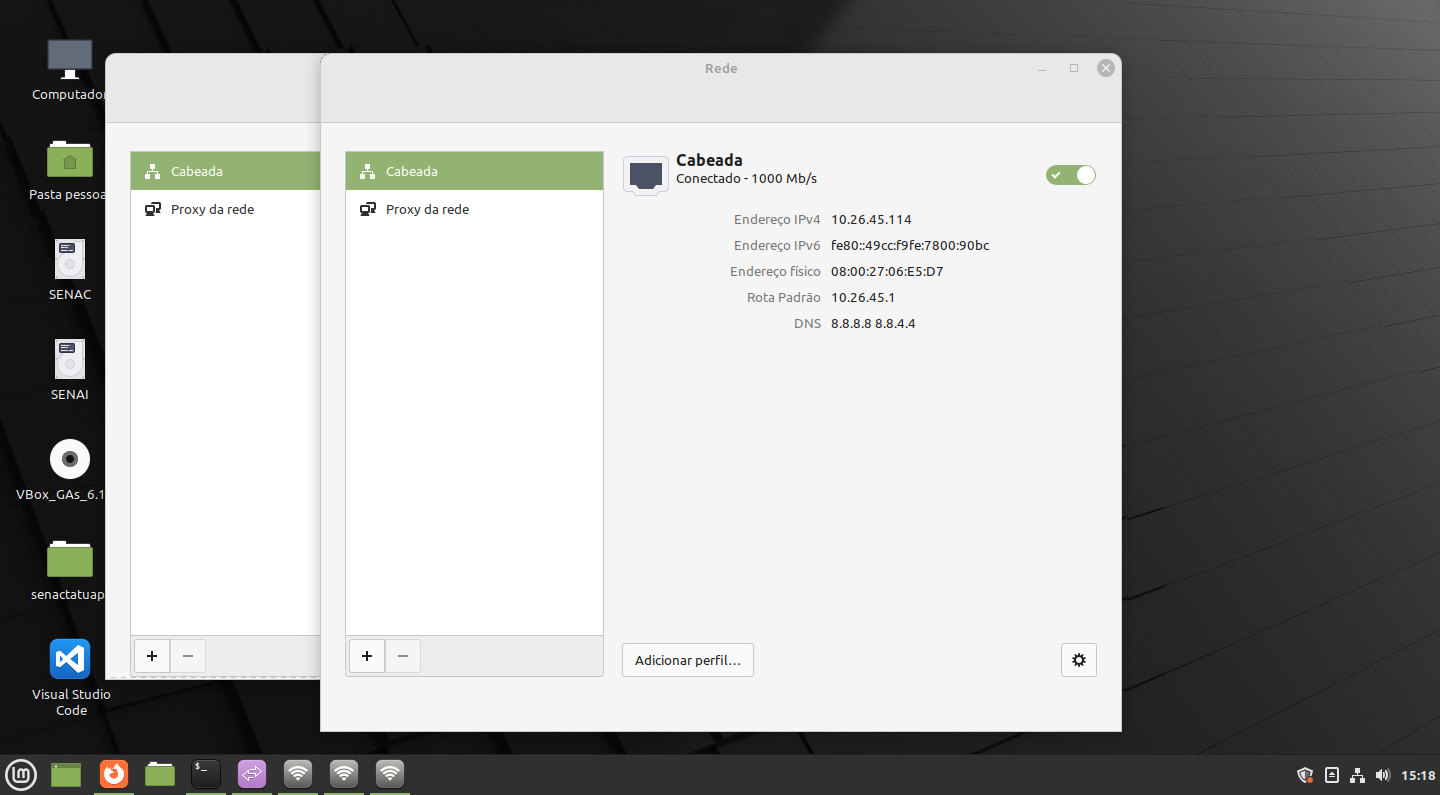 Computador
Pasta pessoa
SENAC
SENAI
VBox_GAs_6.1
senactatuap
Visual Studio
Code
Cabeada
Proxy da rede
Rede
Cabeada
Proxy da rede
Cabeada
Conectado - 1000 Mb/s
Endereço IPv4 10.26.45.114
Endereço IPv6 fe80::49cc:f9fe:7800:90bc
Endereço físico 08:00:27:06:E5:D7
Rota Padrão 10.26.45.1
DNS 8.8.8.8 8.8.4.4
Adicionar perfil...
$_
15:18